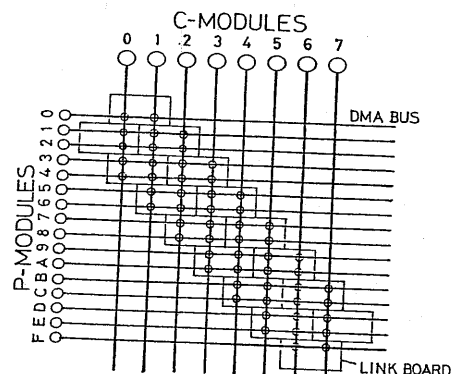 C-MODULES
0 1 2 3 4 5 6 7
DMA BUS
P-MODULES
0
1
2
3
4
5
6
7
8
9
A
B
C
D
E
F
LINK BOARD